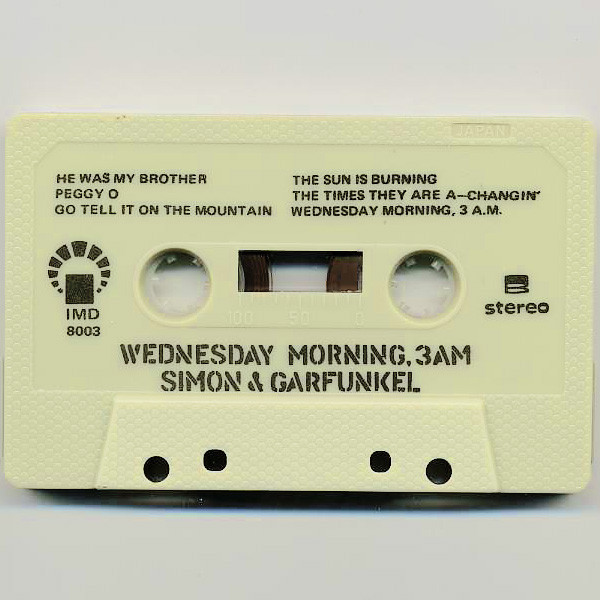 JAPAN
HE WAS MY BROTHER
PEGGY O
GO TELL IT ON THE MOUNTAIN
THE SUN IS BURNING
THE TIMES THEY ARE A-CHANGIN'
WEDNESDAY MORNING, 3 A.M.
IMD
8003
B
stereo
100 50 0
WEDNESDAY MORNING, 3AM
SIMON & GARFUNKEL